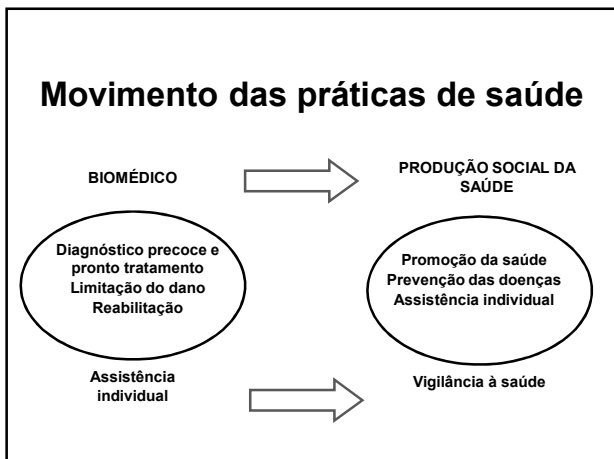 Movimento das práticas de saúde
BIOMÉDICO
PRODUÇÃO SOCIAL DA
SAÚDE
Diagnóstico precoce e
pronto tratamento
Limitação do dano
Reabilitação
Promoção da saúde
Prevenção das doenças
Assistência individual
Assistência
individual
Vigilância à saúde